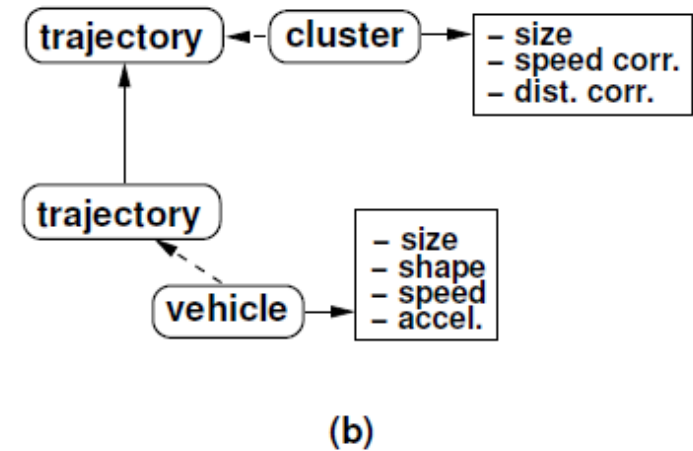 trajectory
cluster
– size
– speed corr.
– dist. corr.
trajectory
– size
– shape
– speed
– accel.
vehicle
(b)